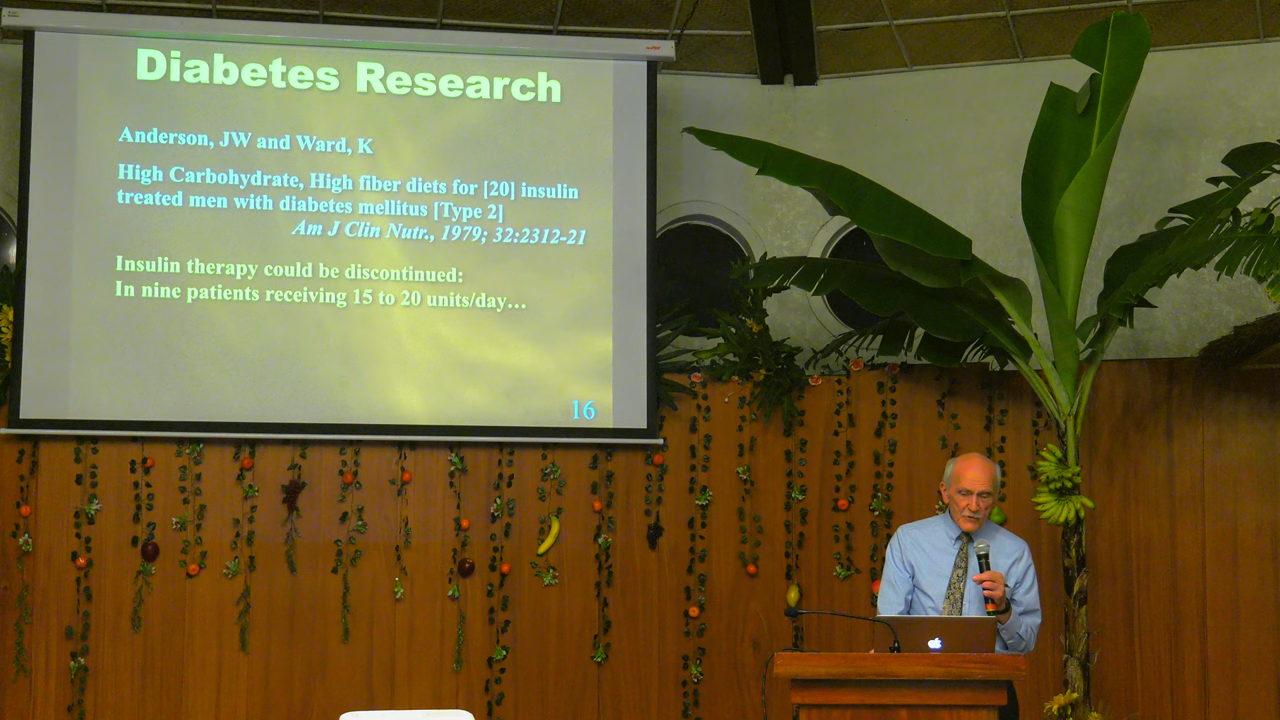 Diabetes Research
Anderson, JW and Ward, K
High Carbohydrate, High fiber diets for [20] insulin
treated men with diabetes mellitus [Type 2]
Am J Clin Nutr., 1979; 32:2312-21
Insulin therapy could be discontinued:
In nine patients receiving 15 to 20 units/day…
16